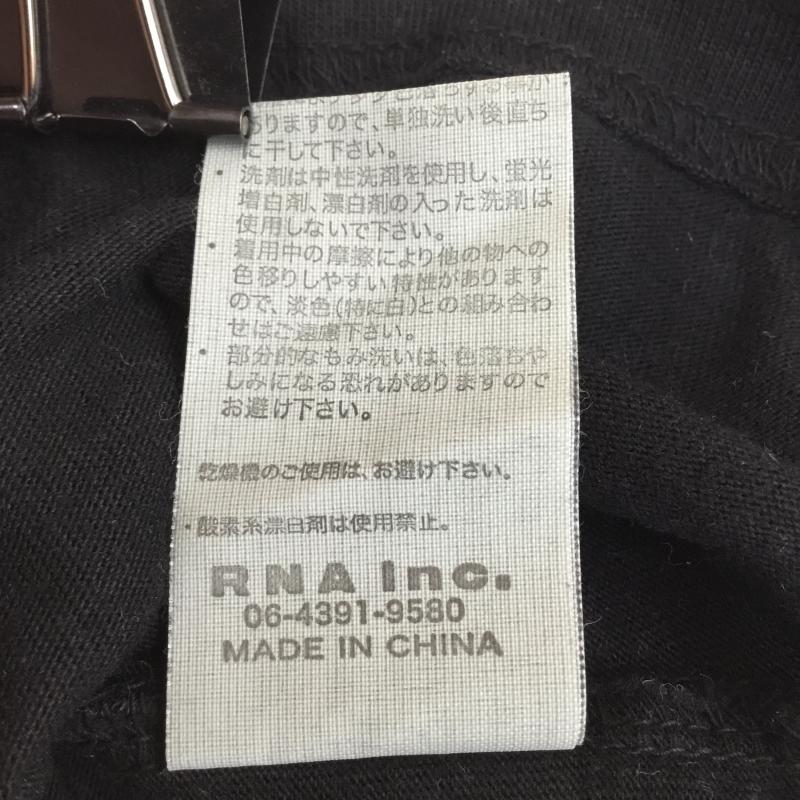 ありますので、単独洗い後直ち
に干して下さい。
・洗剤は中性洗剤を使用し、蛍光
増白剤、漂白剤の入った洗剤は
使用しないで下さい。
・着用中の摩擦により他の物への
色移りしやすい特性があります
ので、淡色(特に白)との組み合わ
せはご遠慮下さい。
・部分的なもみ洗いは、色落ちや
しみになる恐れがありますので
お避け下さい。
乾燥機のご使用は、お避け下さい。
・酸素系漂白剤は使用禁止。
RNA Inc.
06-4391-9580
MADE IN CHINA